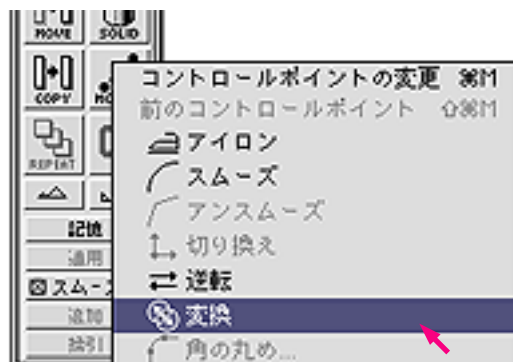 MOVE
SOLID
COPY
REPEAT
記憶
適用
スムーズ
追加
コントロールポイントの変更 ⌘M
前のコントロールポイント ⇧⌘M
アイロン
スムーズ
アンスムーズ
切り換え
逆転
変換
角の丸め...